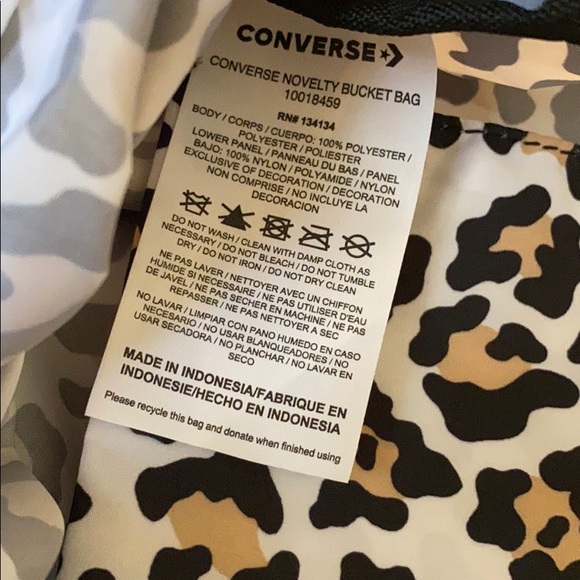 CONVERSE
CONVERSE NOVELTY BUCKET BAG
10018459
RN# 134134
BODY / CORPS / CUERPO: 100% POLYESTER /
POLYESTER / POLIESTER
LOWER PANEL / PANNEAU DU BAS / PANEL
BAJO: 100% NYLON / POLYAMIDE / NYLON
EXCLUSIVE OF DECORATION / DECORATION
NON COMPRISE / NO INCLUYE LA
DECORACION
DO NOT WASH / CLEAN WITH DAMP CLOTH AS
NECESSARY / DO NOT BLEACH / DO NOT TUMBLE
DRY / DO NOT IRON / DO NOT DRY CLEAN
NE PAS LAVER / NETTOYER AVEC UN CHIFFON
HUMIDE SI NECESSAIRE / NE PAS UTILISER D'EAU
DE JAVEL / NE PAS SECHER EN MACHINE / NE PAS
REPASSER / NE PAS NETTOYER A SEC
NO LAVAR / LIMPIAR CON PANO HUMEDO EN CASO
NECESARIO / NO USAR BLANQUEADORES / NO
USAR SECADORA / NO PLANCHAR / NO LAVAR EN
SECO
MADE IN INDONESIA/FABRIQUE EN
INDONESIE/HECHO EN INDONESIA
Please recycle this bag and donate when finished using